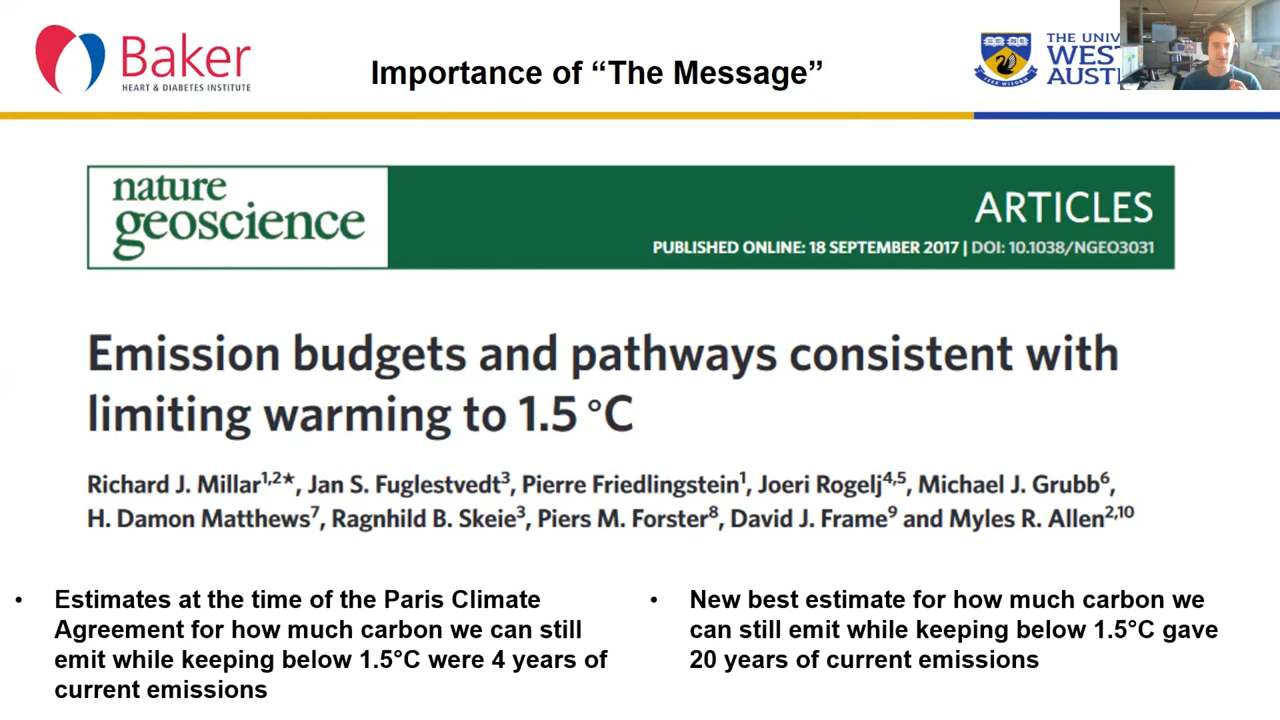 Baker
HEART & DIABETES INSTITUTE
Importance of “The Message”
THE UNIV
WES
AUST
nature
geoscience
ARTICLES
PUBLISHED ONLINE: 18 SEPTEMBER 2017 | DOI: 10.1038/NGEO3031
Emission budgets and pathways consistent with
limiting warming to 1.5 °C
Richard J. Millar1,2*, Jan S. Fuglestvedt3, Pierre Friedlingstein1, Joeri Rogelj4,5, Michael J. Grubb6,
H. Damon Matthews7, Ragnhild B. Skeie3, Piers M. Forster8, David J. Frame9 and Myles R. Allen2,10
• Estimates at the time of the Paris Climate
Agreement for how much carbon we can still
emit while keeping below 1.5°C were 4 years of
current emissions
• New best estimate for how much carbon we
can still emit while keeping below 1.5°C gave
20 years of current emissions